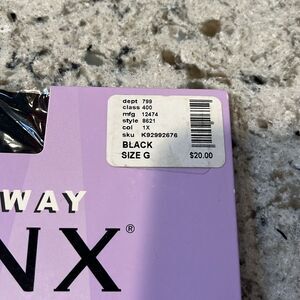 dept 799
class 400
mfg 12474
style 8621
col 1X
sku K92992676
BLACK
SIZE G $20.00
WAY
NX®